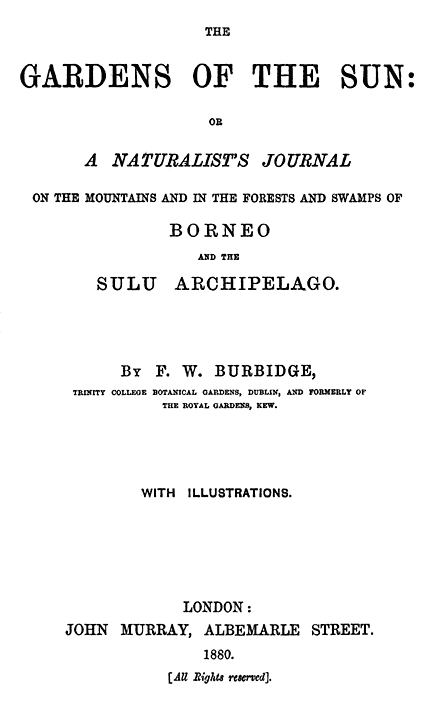 THE
GARDENS OF THE SUN:
OR
A NATURALIST'S JOURNAL
ON THE MOUNTAINS AND IN THE FORESTS AND SWAMPS OF
BORNEO
AND THE
SULU ARCHIPELAGO.
BY F. W. BURBIDGE,
TRINITY COLLEGE BOTANICAL GARDENS, DUBLIN, AND FORMERLY OF
THE ROYAL GARDENS, KEW.
WITH ILLUSTRATIONS.
LONDON:
JOHN MURRAY, ALBEMARLE STREET.
1880.
[All Rights reserved].